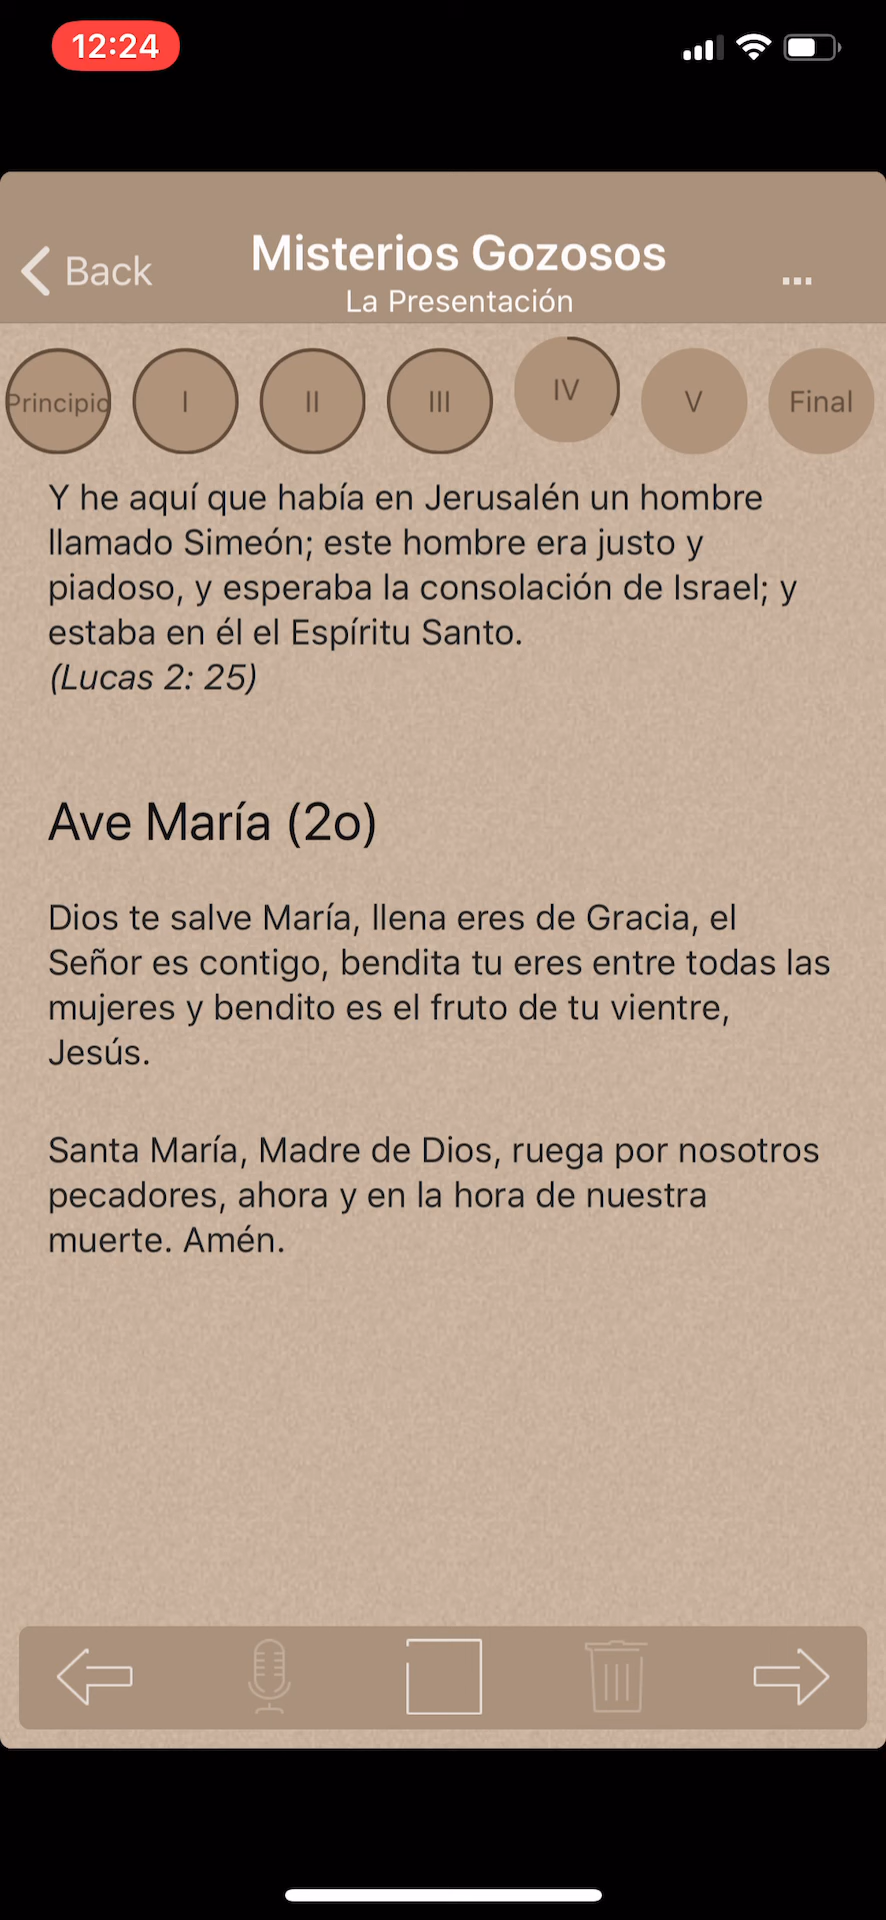 12:24
Back
Misterios Gozosos
...
La Presentación
Principio I II III IV V Final
Y he aquí que había en Jerusalén un hombre
llamado Simeón; este hombre era justo y
piadoso, y esperaba la consolación de Israel; y
estaba en él el Espíritu Santo.
(Lucas 2: 25)
Ave María (2o)
Dios te salve María, llena eres de Gracia, el
Señor es contigo, bendita tu eres entre todas las
mujeres y bendito es el fruto de tu vientre,
Jesús.
Santa María, Madre de Dios, ruega por nosotros
pecadores, ahora y en la hora de nuestra
muerte. Amén.